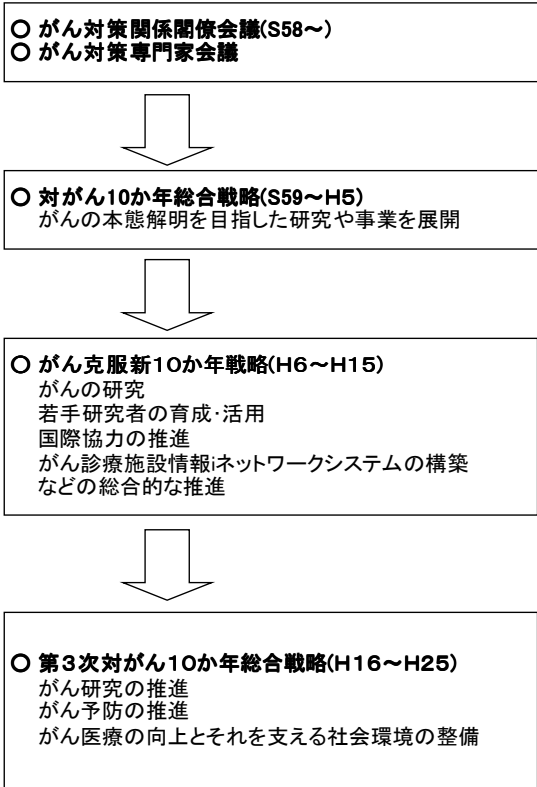 ○ がん対策関係閣僚会議(S58～)
○ がん対策専門家会議
○ 対がん10か年総合戦略(S59～H5)
がんの本態解明を目指した研究や事業を展開
○ がん克服新１０か年戦略(H6～H15)
がんの研究
若手研究者の育成・活用
国際協力の推進
がん診療施設情報iネットワークシステムの構築
などの総合的な推進
○ 第３次対がん１０か年総合戦略(H１６～H２５)
がん研究の推進
がん予防の推進
がん医療の向上とそれを支える社会環境の整備